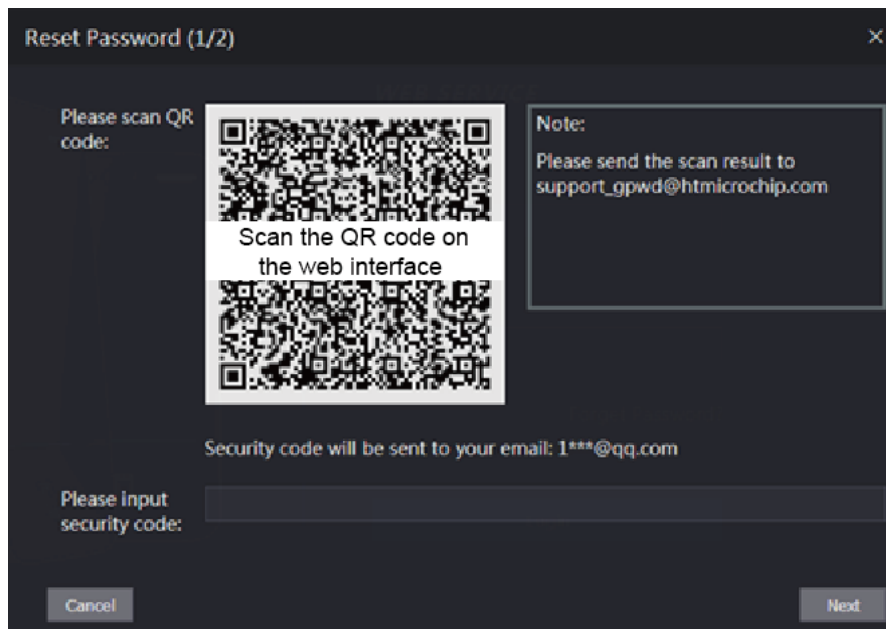 Reset Password (1/2)
×
WEB SERVICE
Please scan QR
code:
Scan the QR code on
the web interface
Note:
Please send the scan result to
support_gpwd@htmicrochip.com
Security code will be sent to your email: 1***@qq.com
Please input
security code:
Cancel
Next